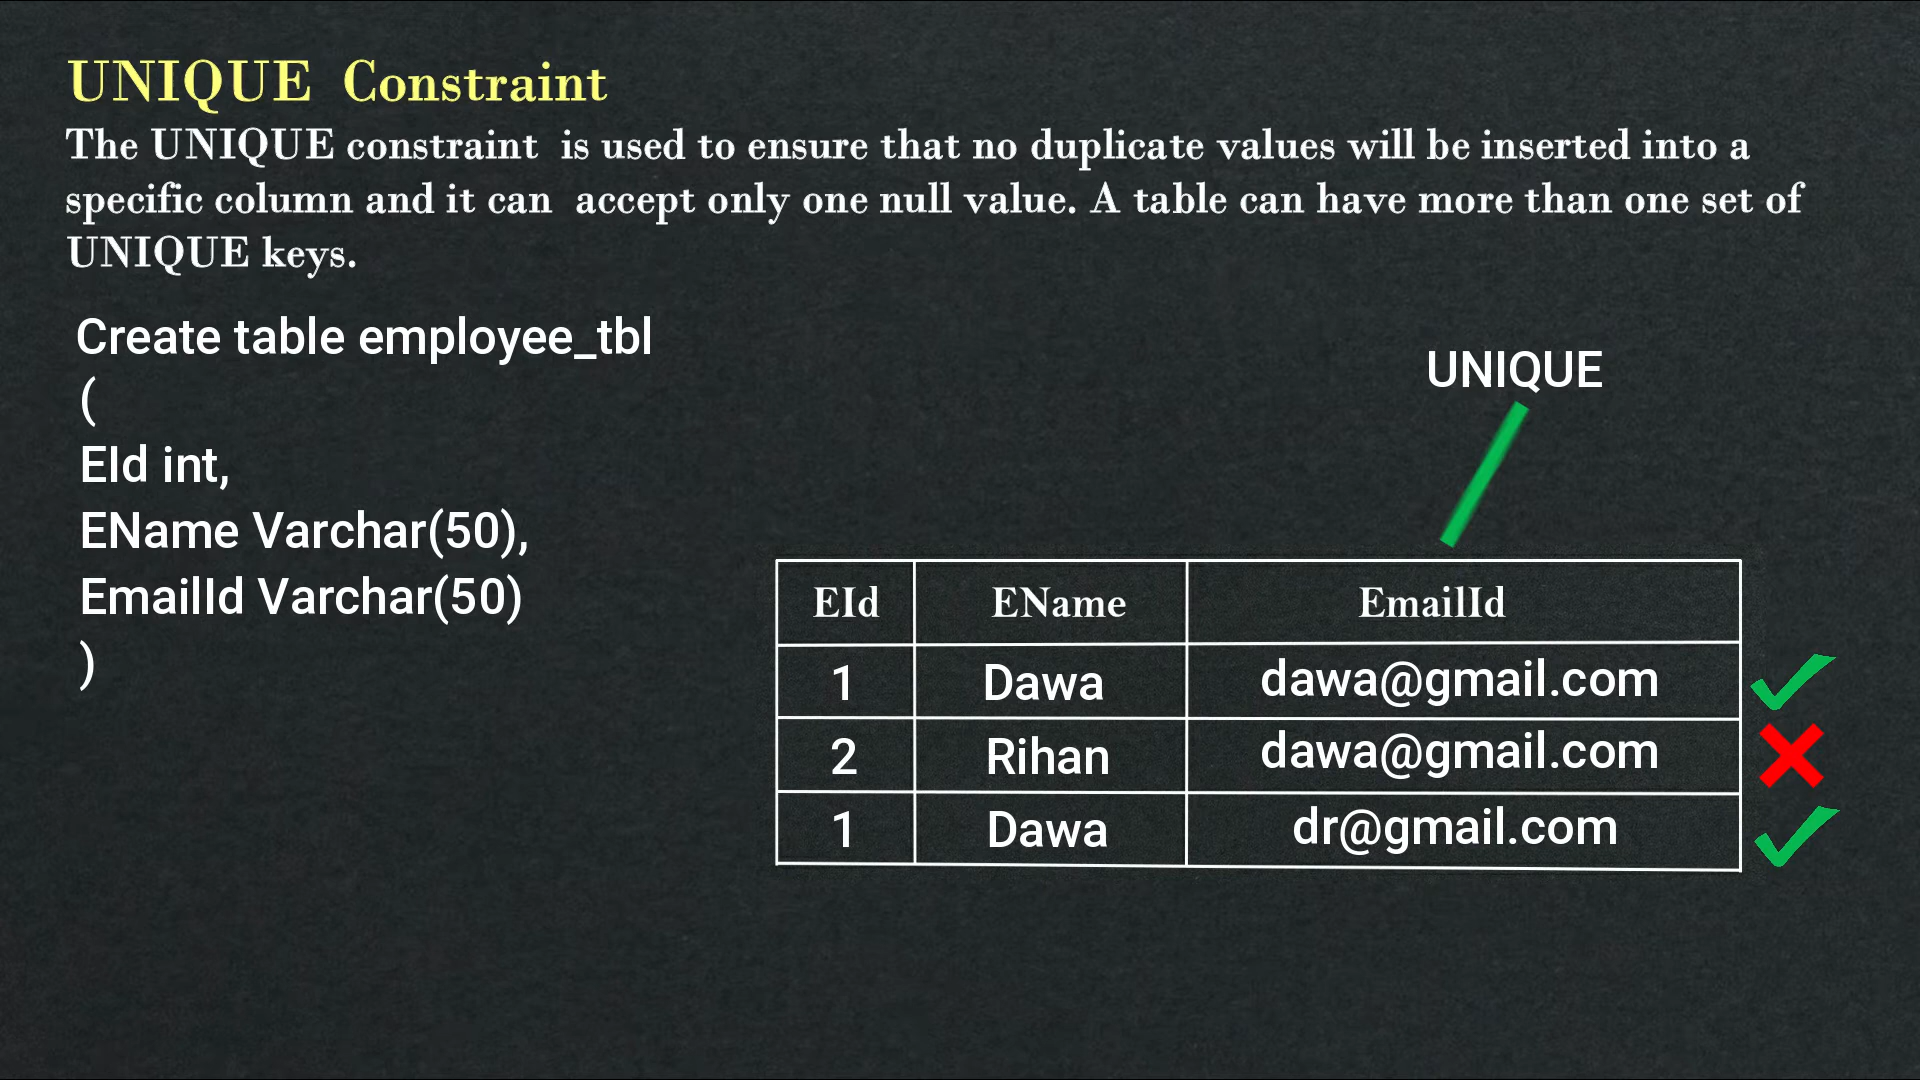 UNIQUE Constraint
The UNIQUE constraint is used to ensure that no duplicate values will be inserted into a
specific column and it can accept only one null value. A table can have more than one set of
UNIQUE keys.
Create table employee_tbl
(
EId int,
EName Varchar(50),
EmailId Varchar(50)
)
UNIQUE
EId EName EmailId
1 Dawa dawa@gmail.com
2 Rihan dawa@gmail.com
1 Dawa dr@gmail.com